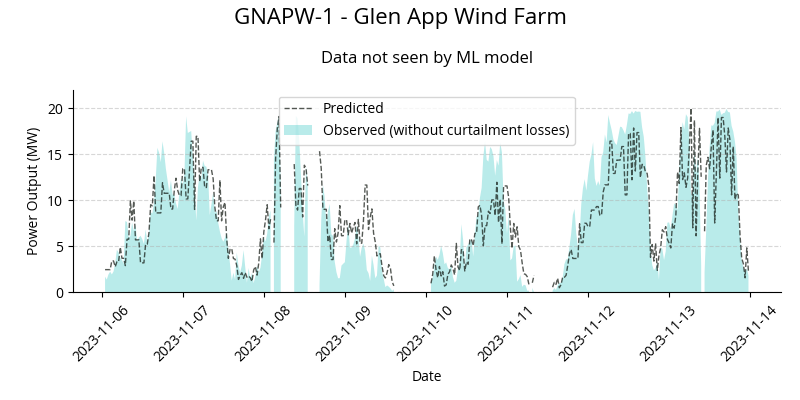 GNAPW-1 - Glen App Wind Farm
Data not seen by ML model
Predicted
Observed (without curtailment losses)
Power Output (MW)
20
15
10
5
0
2023-11-06
2023-11-07
2023-11-08
2023-11-09
2023-11-10
2023-11-11
2023-11-12
2023-11-13
2023-11-14
Date